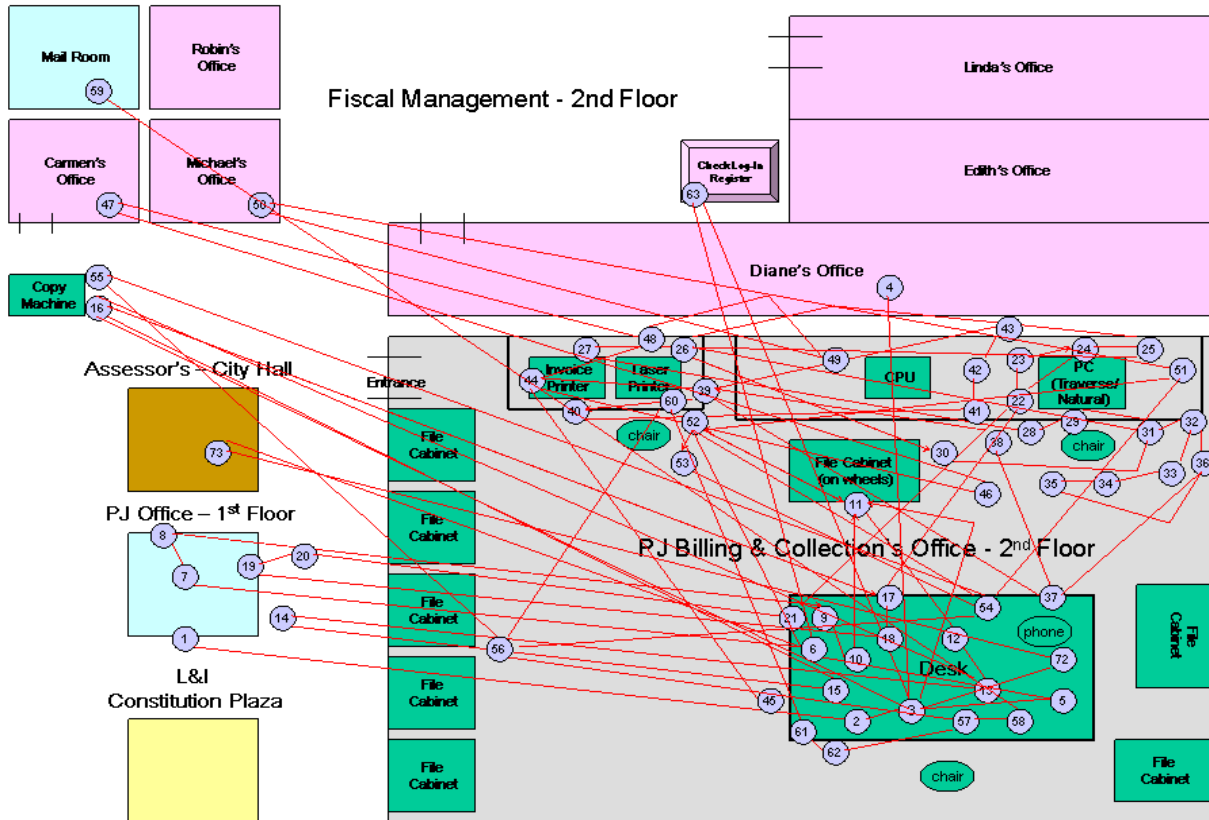 Mail Room
59
Robin's
Office
Linda's Office
Fiscal Management - 2nd Floor
Carmen's
Office
47
Michael's
Office
50
Check Log-In
Register
63
Edith's Office
Diane's Office
4
55
Copy
Machine
16
43
48
27
26
49
42
23
24
25
51
Entrance
44
Invoice
Printer
Laser
Printer
CPU
PC
(Traverse/
Natural)
39
60
40
41
22
52
chair
28
29
31
32
38
chair
30
53
File Cabinet
(on wheels)
46
35
34
33
36
11
Assessor's – City Hall
73
File
Cabinet
File
Cabinet
PJ Office – 1st Floor
8
7
19
20
14
1
PJ Billing & Collection's Office - 2nd Floor
File
Cabinet
17
54
37
21
9
18
12
phone
6
10
Desk
72
56
15
13
5
45
2
3
57
58
61
62
File
Cabinet
L&I
Constitution Plaza
File
Cabinet
File
Cabinet
chair
File
Cabinet